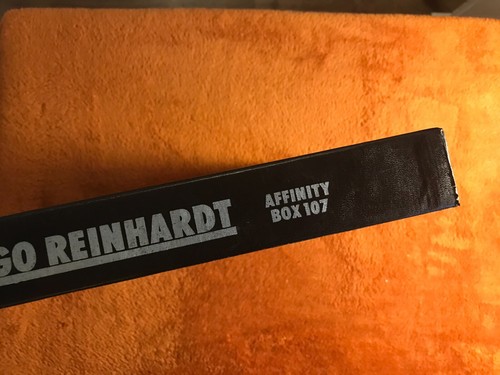 GO REINHARDT
AFFINITY
BOX 107